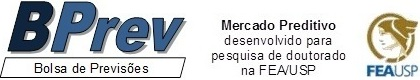 BPrev
Bolsa de Previsões
Mercado Preditivo
desenvolvido para
pesquisa de doutorado
na FEA/USP
FEAUSP